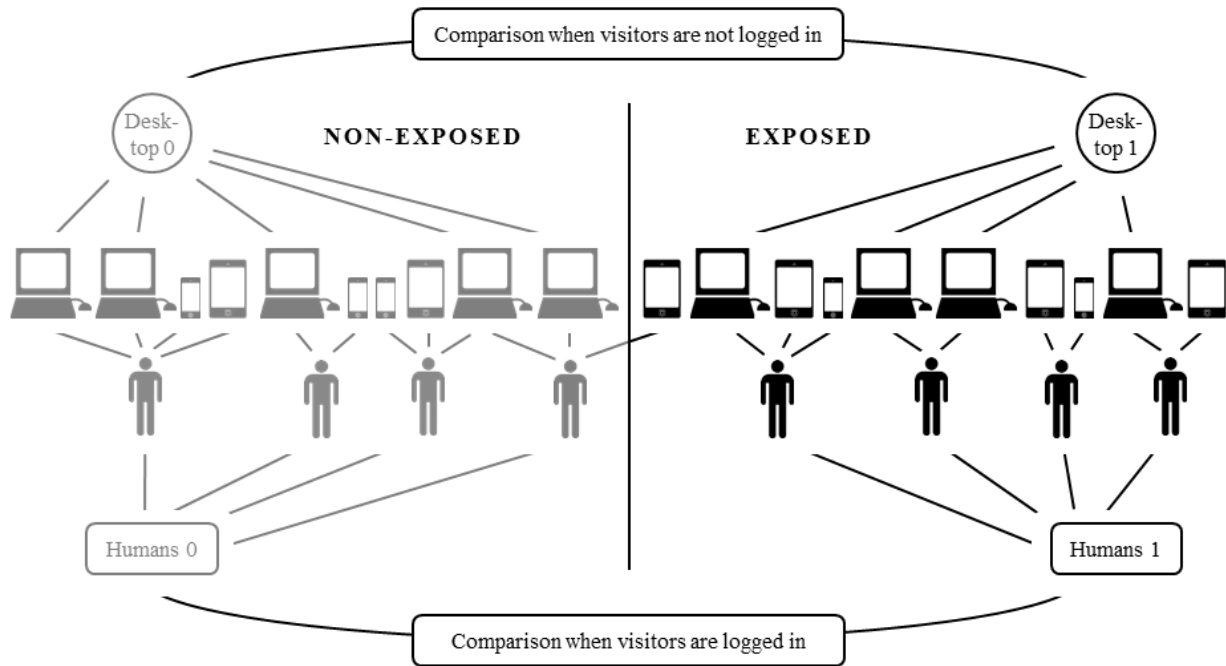 Comparison when visitors are not logged in
Desk-
top 0
NON-EXPOSED
EXPOSED
Desk-
top 1
Humans 0
Humans 1
Comparison when visitors are logged in